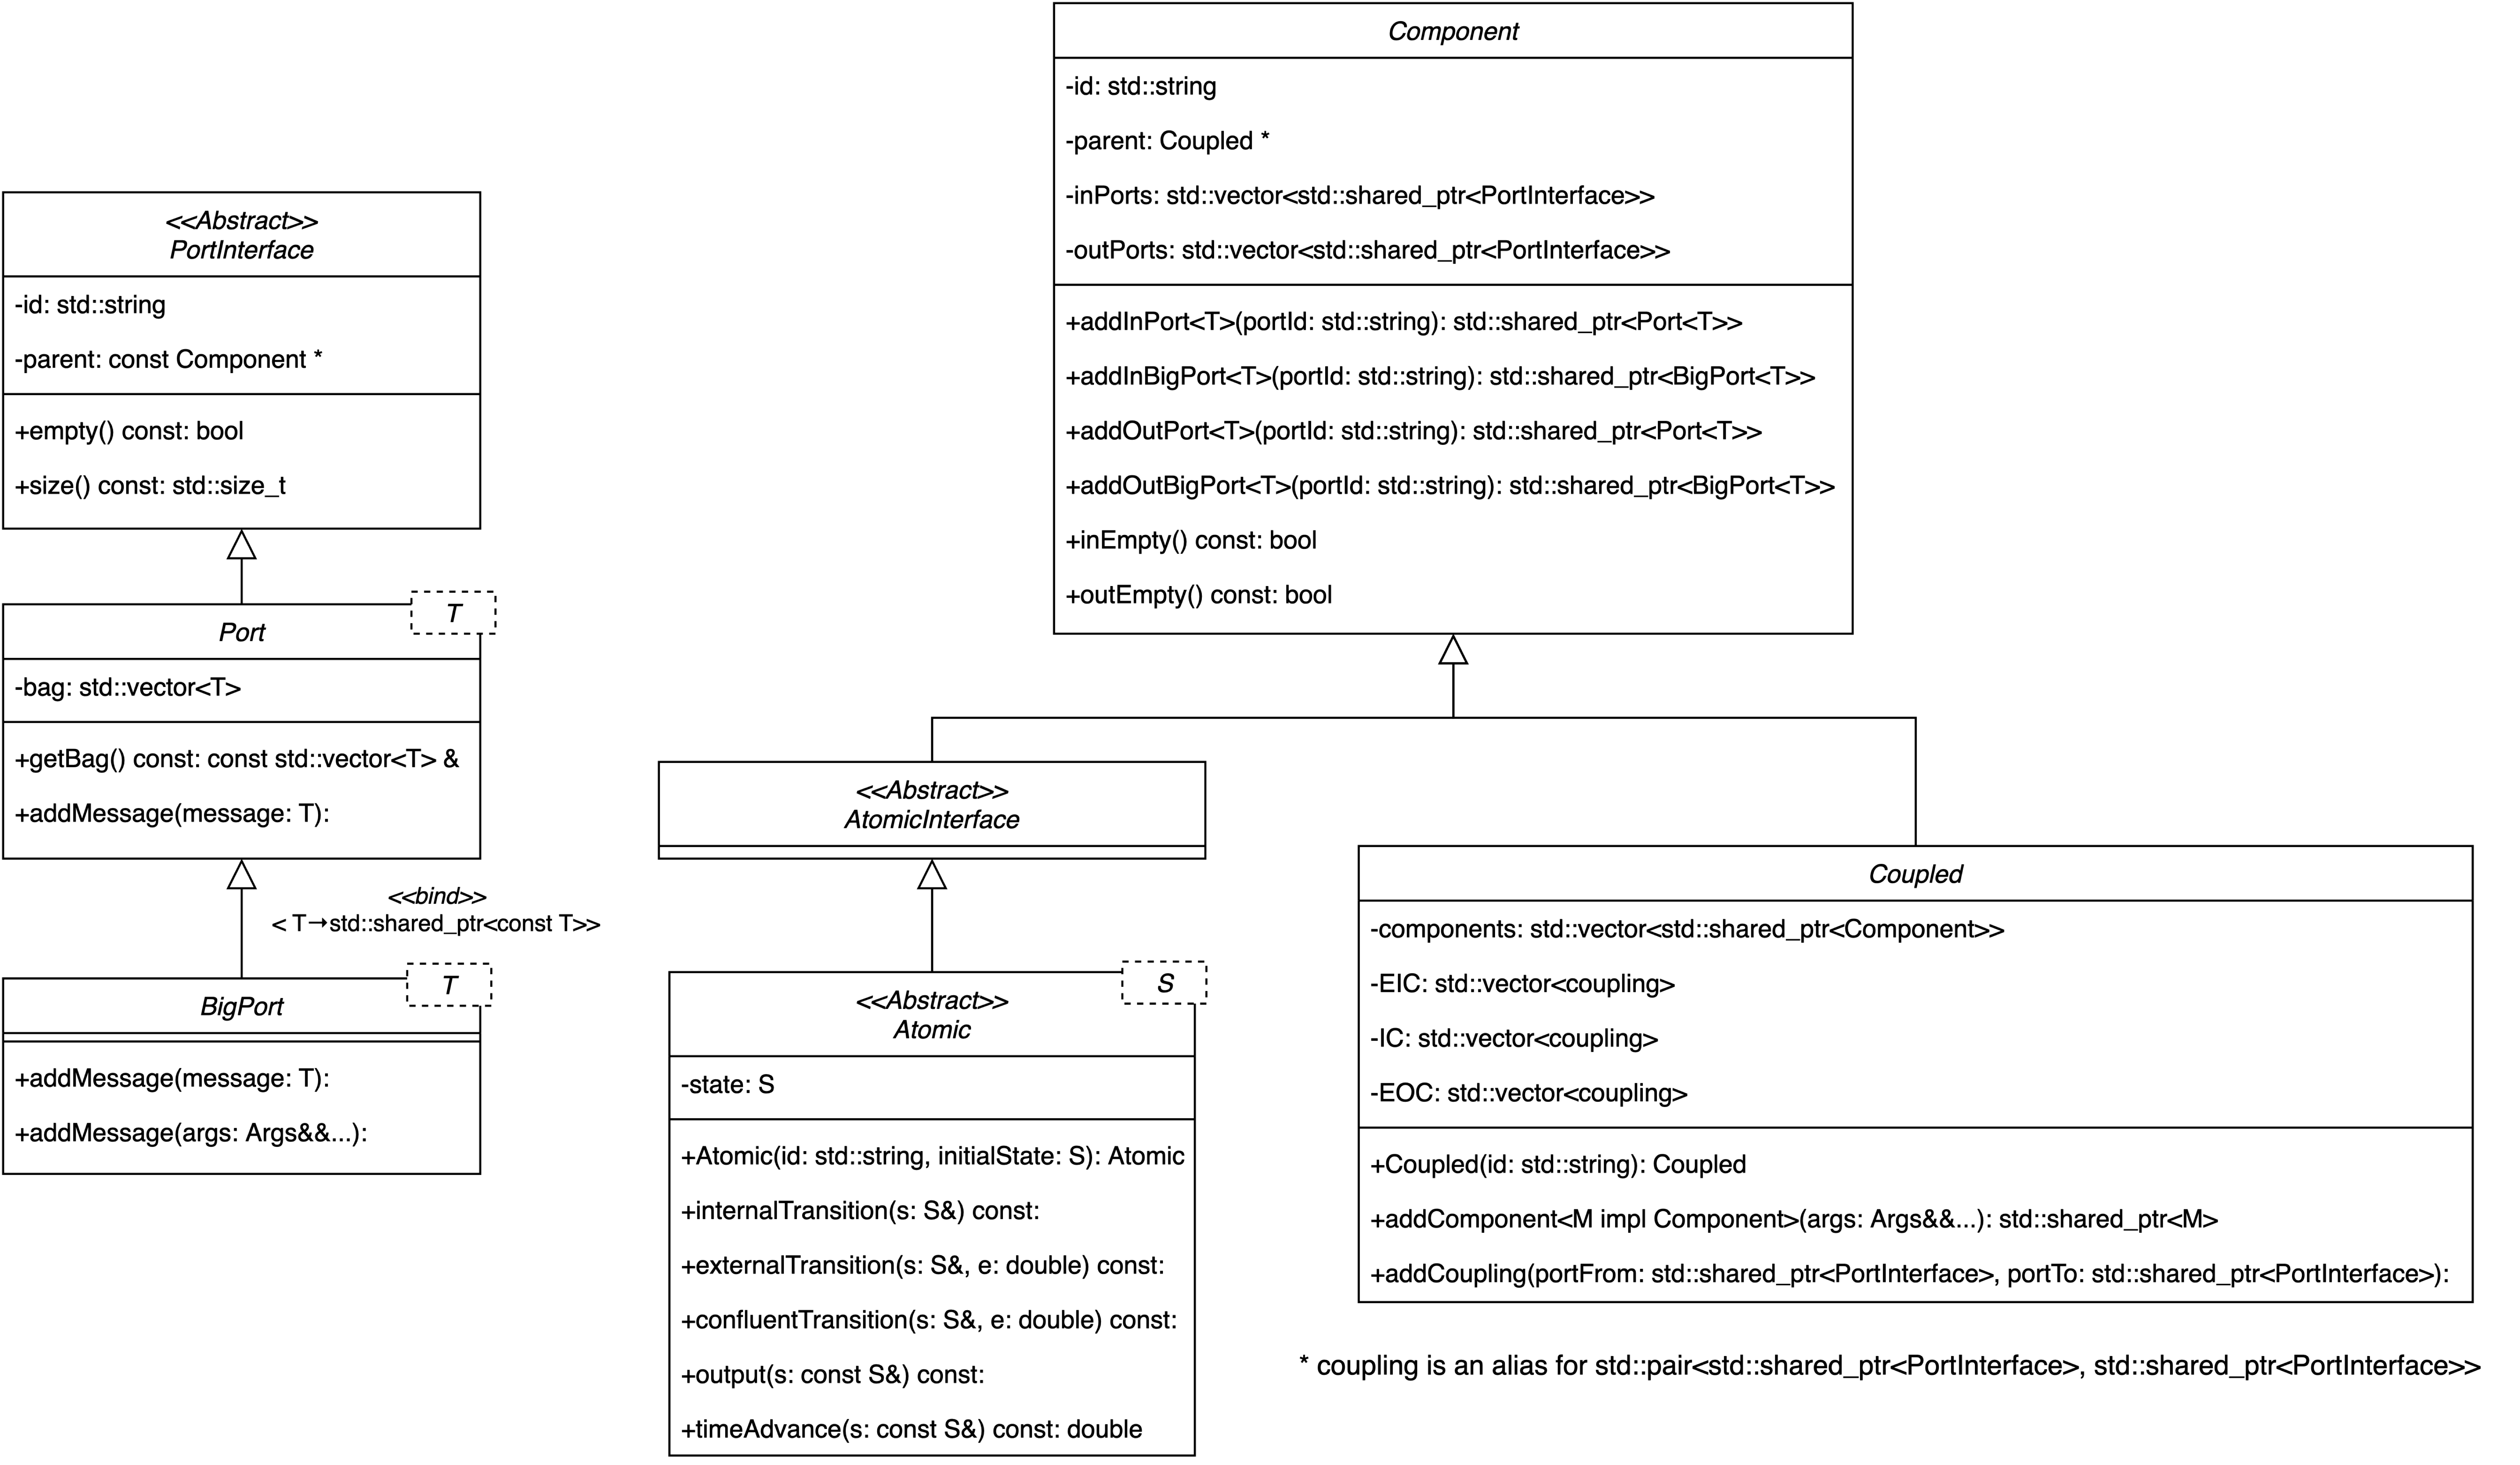 <<Abstract>>
PortInterface
-id: std::string
-parent: const Component *
+empty() const: bool
+size() const: std::size_t
T
Port
-bag: std::vector<T>
+getBag() const: const std::vector<T> &
+addMessage(message: T):
<<bind>>
< T→std::shared_ptr<const T>>
T
BigPort
+addMessage(message: T):
+addMessage(args: Args&&...):
Component
-id: std::string
-parent: Coupled *
-inPorts: std::vector<std::shared_ptr<PortInterface>>
-outPorts: std::vector<std::shared_ptr<PortInterface>>
+addInPort<T>(portId: std::string): std::shared_ptr<Port<T>>
+addInBigPort<T>(portId: std::string): std::shared_ptr<BigPort<T>>
+addOutPort<T>(portId: std::string): std::shared_ptr<Port<T>>
+addOutBigPort<T>(portId: std::string): std::shared_ptr<BigPort<T>>
+inEmpty() const: bool
+outEmpty() const: bool
<<Abstract>>
AtomicInterface
S
<<Abstract>>
Atomic
-state: S
+Atomic(id: std::string, initialState: S): Atomic
+internalTransition(s: S&) const:
+externalTransition(s: S&, e: double) const:
+confluentTransition(s: S&, e: double) const:
+output(s: const S&) const:
+timeAdvance(s: const S&) const: double
Coupled
-components: std::vector<std::shared_ptr<Component>>
-EIC: std::vector<coupling>
-IC: std::vector<coupling>
-EOC: std::vector<coupling>
+Coupled(id: std::string): Coupled
+addComponent<M impl Component>(args: Args&&...): std::shared_ptr<M>
+addCoupling(portFrom: std::shared_ptr<PortInterface>, portTo: std::shared_ptr<PortInterface>):
* coupling is an alias for std::pair<std::shared_ptr<PortInterface>, std::shared_ptr<PortInterface>>